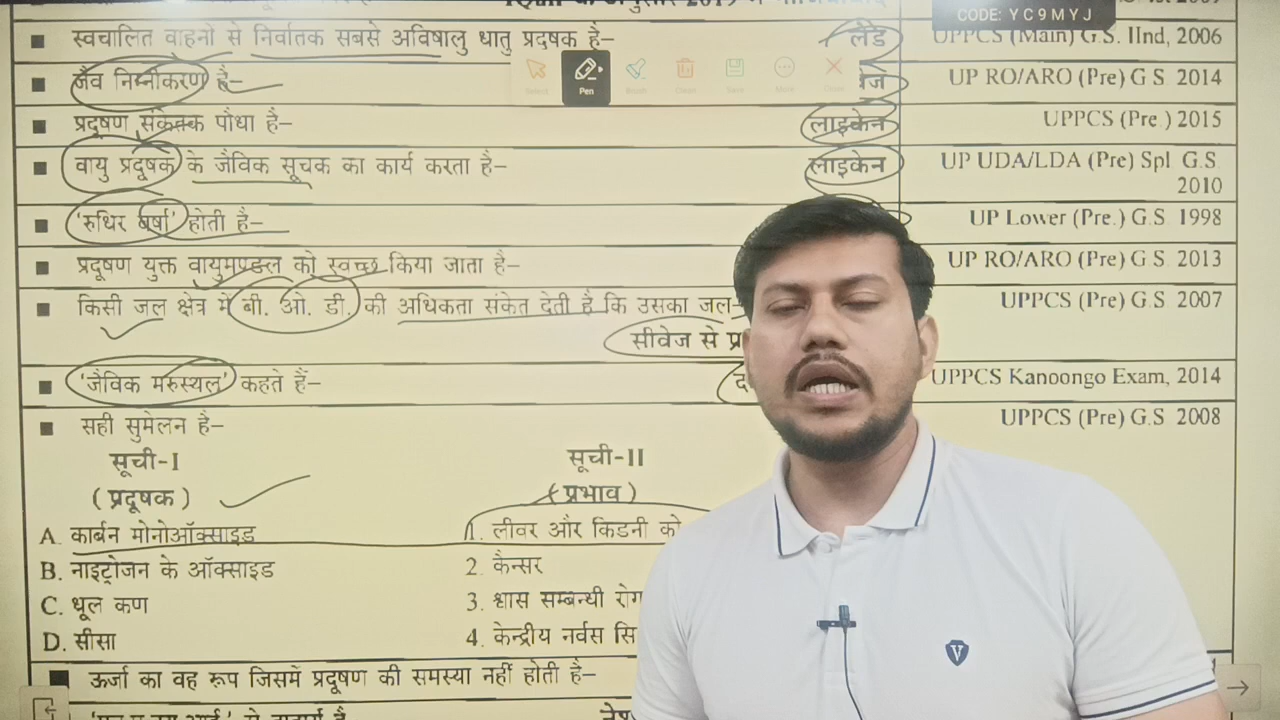 CODE: Y C 9 M Y J
स्वचालित वाहनों से निर्वातक सबसे अविषालु धातु प्रदूषक है– लेड UPPCS (Main) G.S. IInd, 2006
जैव निम्नीकरण है– UP RO/ARO (Pre) G.S. 2014
Pen
प्रदूषण संकेतक पौधा है– लाइकेन UPPCS (Pre.) 2015
वायु प्रदूषक के जैविक सूचक का कार्य करता है– लाइकेन UP UDA/LDA (Pre) Spl G.S.
2010
'रुधिर वर्षा' होती है– UP Lower (Pre.) G.S. 1998
प्रदूषण युक्त वायुमण्डल को स्वच्छ किया जाता है– UP RO/ARO (Pre) G.S. 2013
किसी जल क्षेत्र में बी. ओ. डी. की अधिकता संकेत देती है कि उसका जल UPPCS (Pre) G.S. 2007
सीवेज से प्र
'जैविक मरुस्थल' कहते हैं– UPPCS Kanoongo Exam, 2014
सही सुमेलन है– UPPCS (Pre) G.S. 2008
सूची-I सूची-II
( प्रदूषक ) ( प्रभाव )
A. कार्बन मोनोऑक्साइड 1. लीवर और किडनी को
B. नाइट्रोजन के ऑक्साइड 2. कैन्सर
C. धूल कण 3. श्वास सम्बन्धी रोग
D. सीसा 4. केन्द्रीय नर्वस सि
ऊर्जा का वह रूप जिसमें प्रदूषण की समस्या नहीं होती है–